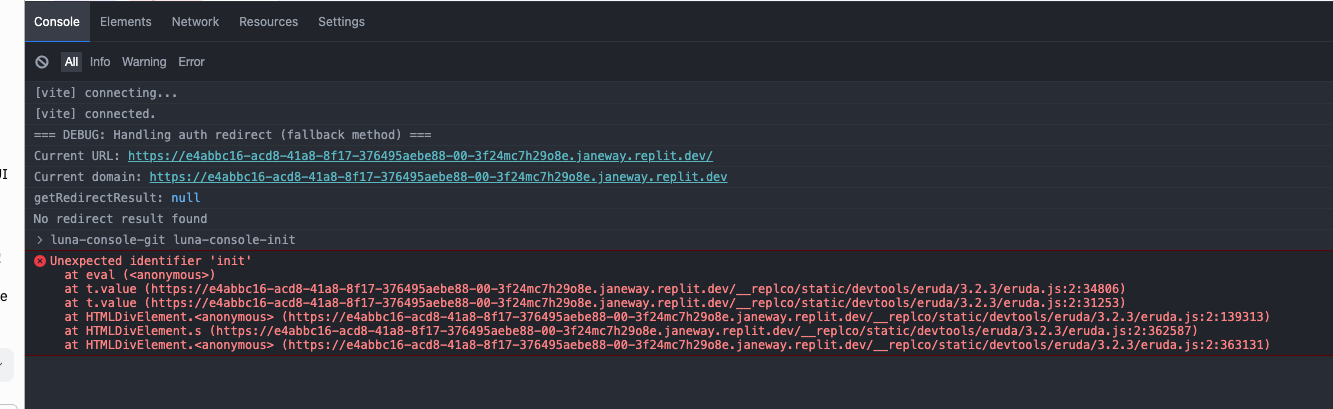 Console Elements Network Resources Settings
All Info Warning Error
[vite] connecting...
[vite] connected.
=== DEBUG: Handling auth redirect (fallback method) ===
Current URL: https://e4abbc16-acd8-41a8-8f17-376495aebe88-00-3f24mc7h29o8e.janeway.replit.dev/
Current domain: https://e4abbc16-acd8-41a8-8f17-376495aebe88-00-3f24mc7h29o8e.janeway.replit.dev
getRedirectResult: null
No redirect result found
> luna-console-git luna-console-init
Unexpected identifier 'init'
at eval (<anonymous>)
at t.value (https://e4abbc16-acd8-41a8-8f17-376495aebe88-00-3f24mc7h29o8e.janeway.replit.dev/__replco/static/devtools/eruda/3.2.3/eruda.js:2:34806)
at t.value (https://e4abbc16-acd8-41a8-8f17-376495aebe88-00-3f24mc7h29o8e.janeway.replit.dev/__replco/static/devtools/eruda/3.2.3/eruda.js:2:31253)
at HTMLDivElement.<anonymous> (https://e4abbc16-acd8-41a8-8f17-376495aebe88-00-3f24mc7h29o8e.janeway.replit.dev/__replco/static/devtools/eruda/3.2.3/eruda.js:2:139313)
at HTMLDivElement.s (https://e4abbc16-acd8-41a8-8f17-376495aebe88-00-3f24mc7h29o8e.janeway.replit.dev/__replco/static/devtools/eruda/3.2.3/eruda.js:2:362587)
at HTMLDivElement.<anonymous> (https://e4abbc16-acd8-41a8-8f17-376495aebe88-00-3f24mc7h29o8e.janeway.replit.dev/__replco/static/devtools/eruda/3.2.3/eruda.js:2:363131)